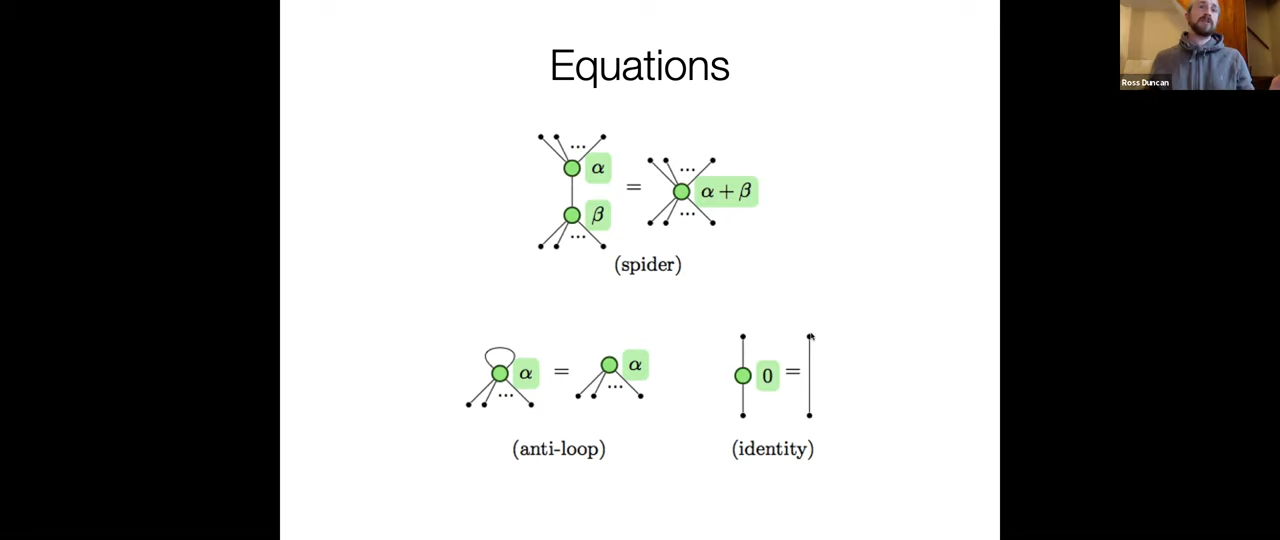 Equations
Ross Duncan
...
α
= ... α + β
β
... ...
(spider)
α = α
... ...
0 =
(anti-loop) (identity)